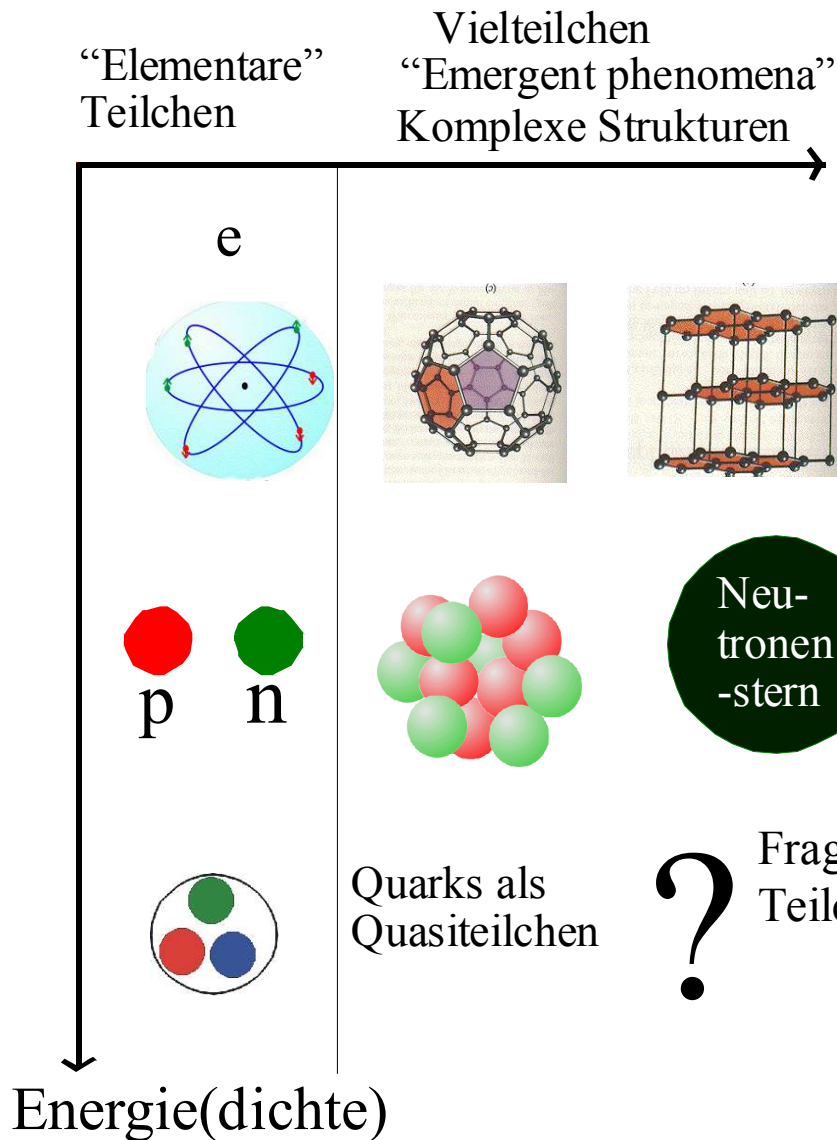 “Elementare”
Teilchen
Vielteilchen
“Emergent phenomena”
Komplexe Strukturen
e
p n
Neu-
tronen
-stern
Quarks als
Quasiteilchen
?
Energie(dichte)